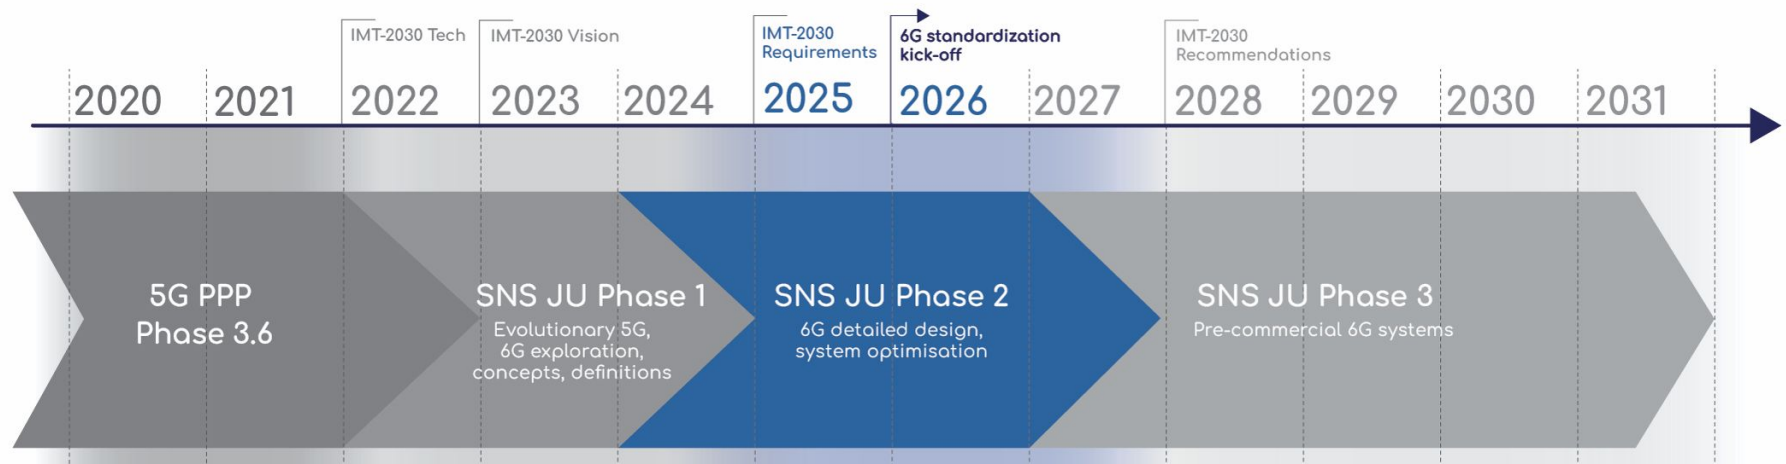 IMT-2030 Tech
IMT-2030 Vision
IMT-2030
Requirements
6G standardization
kick-off
IMT-2030
Recommendations
2020
2021
2022
2023
2024
2025
2026
2027
2028
2029
2030
2031
5G PPP
Phase 3.6
SNS JU Phase 1
Evolutionary 5G,
6G exploration,
concepts, definitions
SNS JU Phase 2
6G detailed design,
system optimisation
SNS JU Phase 3
Pre-commercial 6G systems